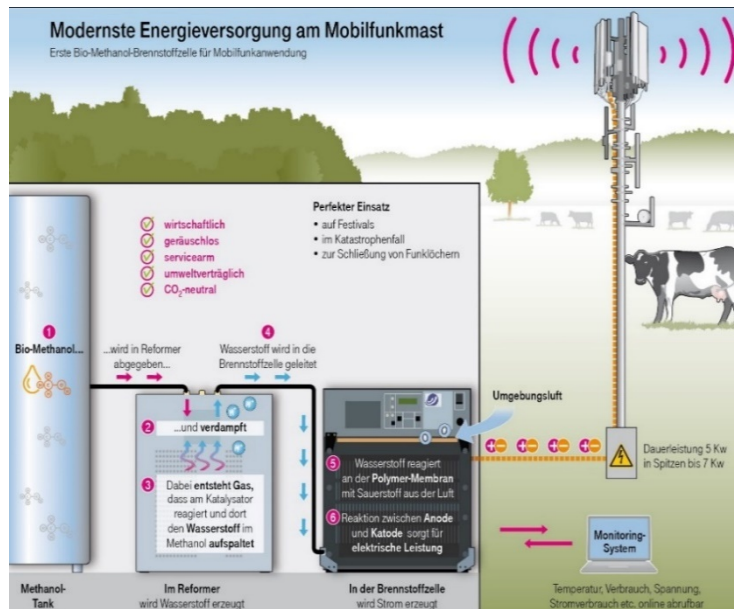 Modernste Energieversorgung am Mobilfunkmast
Erste Bio-Methanol-Brennstoffzelle für Mobilfunkanwendung
wirtschaftlich
geräuschlos
servicearm
umweltverträglich
CO₂-neutral
Perfekter Einsatz
• auf Festivals
• im Katastrophenfall
• zur Schließung von Funklöchern
1
Bio-Methanol...
...wird in Reformer
abgegeben...
4
Wasserstoff wird in die
Brennstoffzelle geleitet
2 ...und verdampft
3 Dabei entsteht Gas,
dass am Katalysator
reagiert und dort
den Wasserstoff im
Methanol aufspaltet
Umgebungsluft
5 Wasserstoff reagiert
an der Polymer-Membran
mit Sauerstoff aus der Luft
6 Reaktion zwischen Anode
und Katode sorgt für
elektrische Leistung
Dauerleistung 5 Kw
in Spitzen bis 7 Kw
Monitoring-
System
Temperatur, Verbrauch, Spannung,
Stromverbrauch etc. online abrufbar
Methanol-
Tank
Im Reformer
wird Wasserstoff erzeugt
In der Brennstoffzelle
wird Strom erzeugt